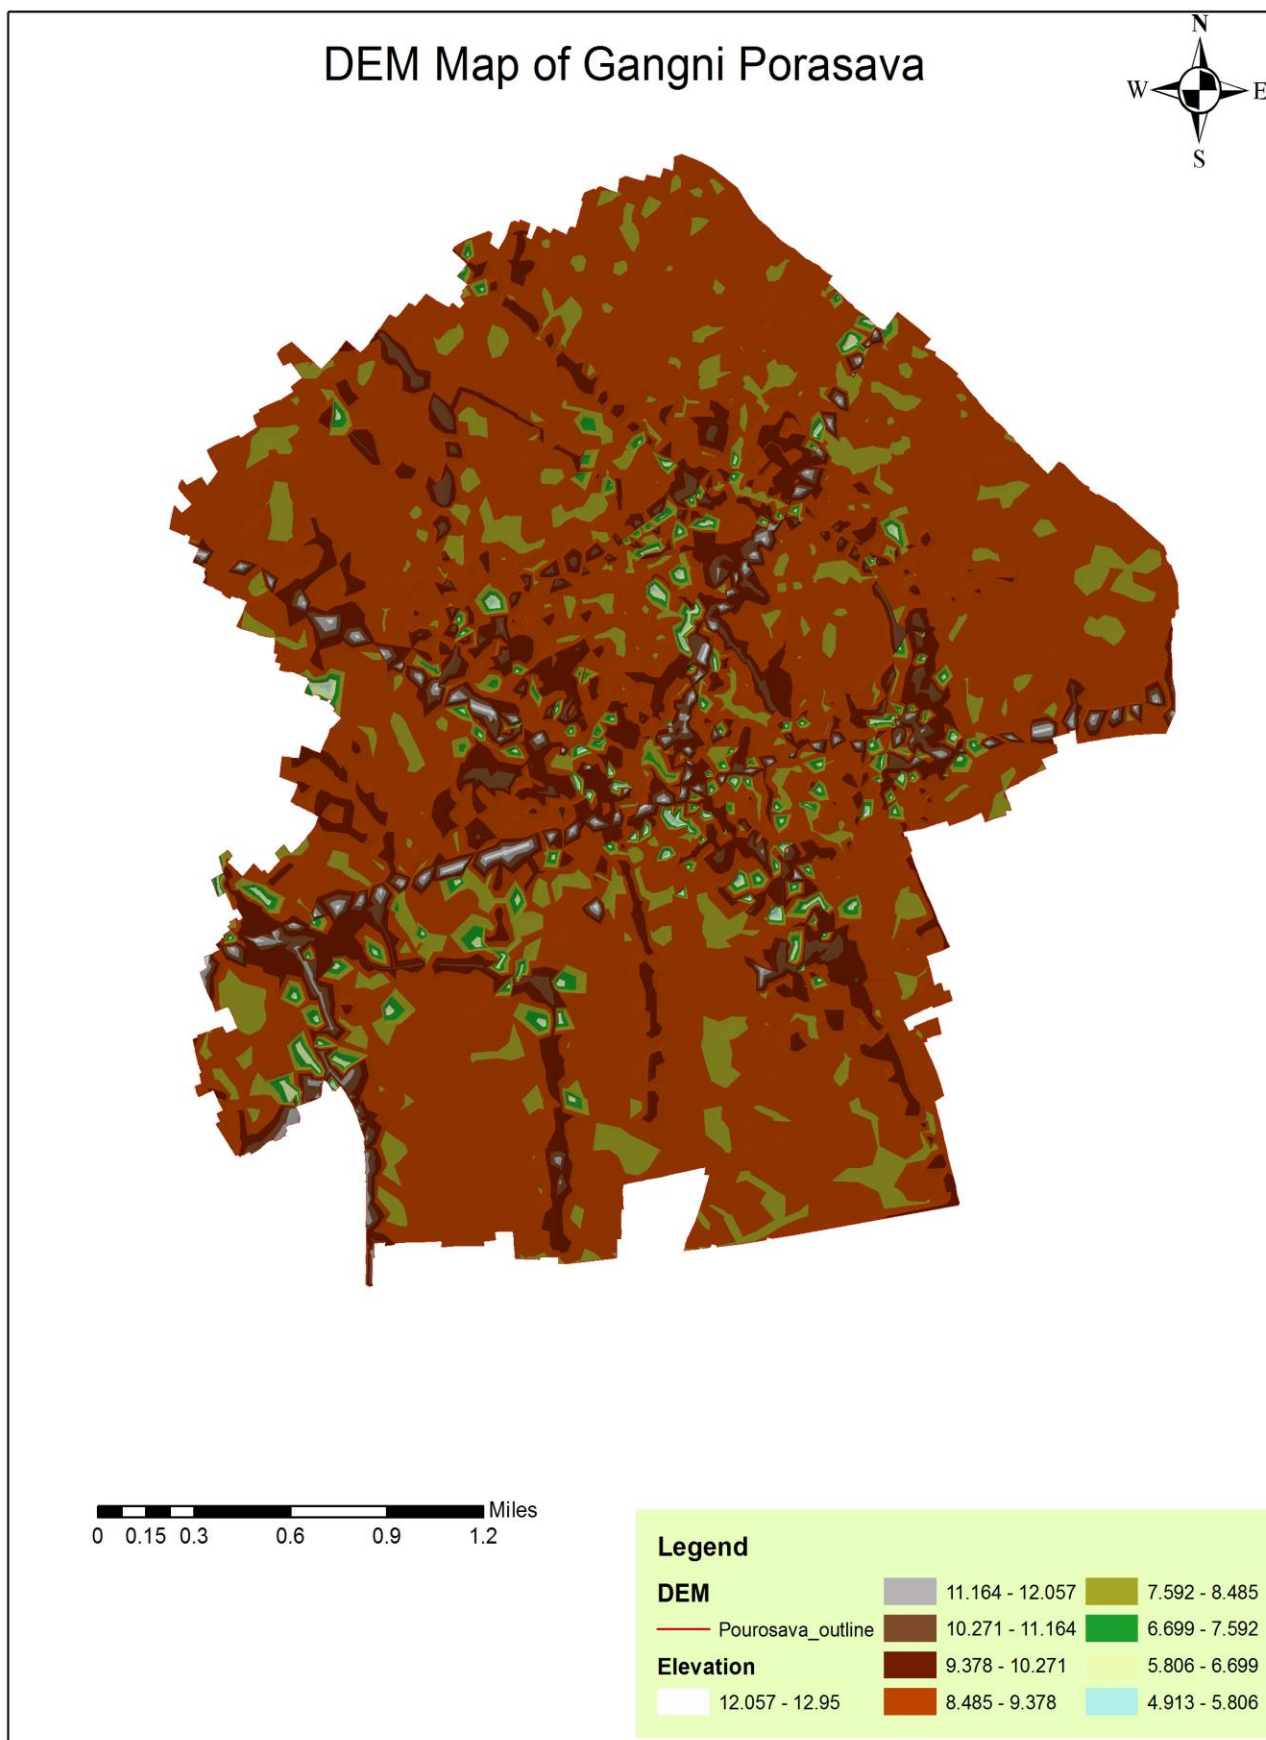 DEM Map of Gangni Porasava
N
W E
S
Miles
0 0.15 0.3 0.6 0.9 1.2
Legend
DEM
Pourosava_outline
Elevation
12.057 - 12.95
11.164 - 12.057
10.271 - 11.164
9.378 - 10.271
8.485 - 9.378
7.592 - 8.485
6.699 - 7.592
5.806 - 6.699
4.913 - 5.806